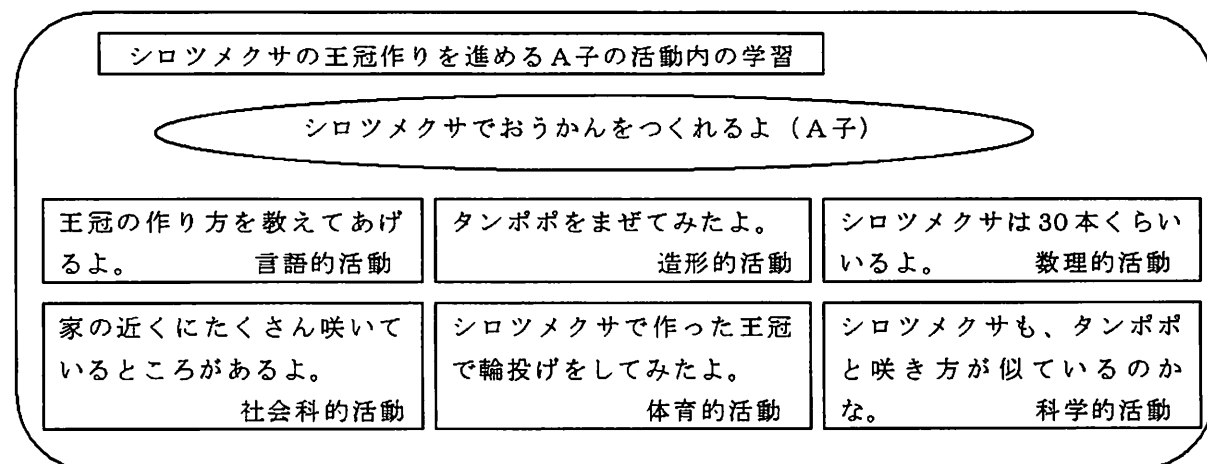 シロツメクサの王冠作りを進めるA子の活動内の学習
シロツメクサでおうかんをつくれるよ（A子）
王冠の作り方を教えてあげ
るよ。 言語的活動
タンポポをまぜてみたよ。
造形的活動
シロツメクサは30本くらい
いるよ。 数理的活動
家の近くにたくさん咲いて
いるところがあるよ。
社会科的活動
シロツメクサで作った王冠
で輪投げをしてみたよ。
体育的活動
シロツメクサも、タンポポ
と咲き方が似ているのか
な。 科学的活動